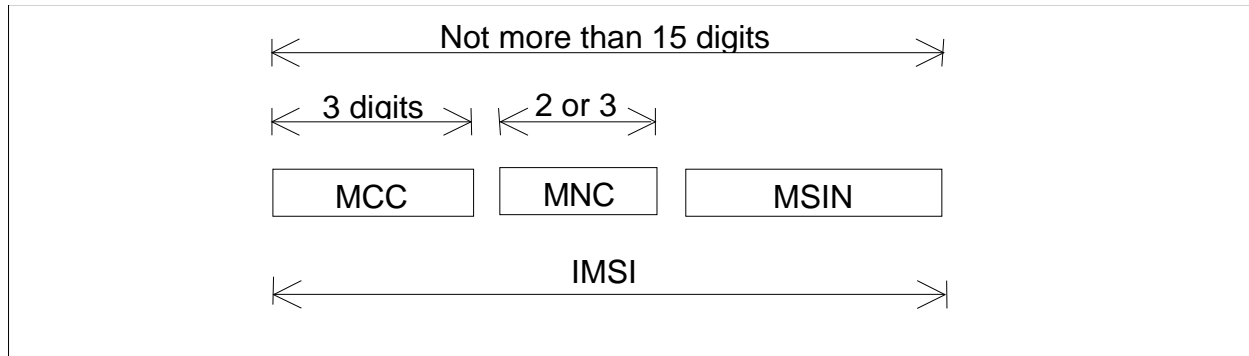 Not more than 15 digits
3 digits
2 or 3
MCC
MNC
MSIN
IMSI